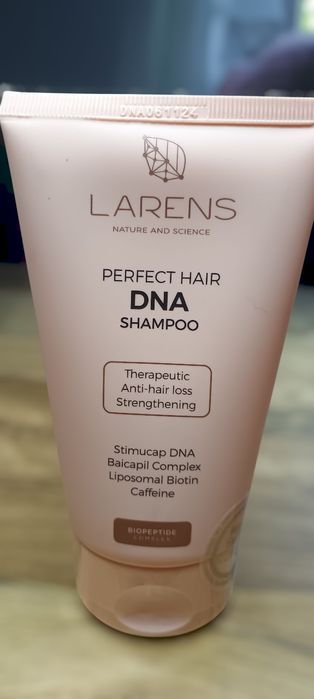 DNA061124
LARENS
NATURE AND SCIENCE
PERFECT HAIR
DNA
SHAMPOO
Therapeutic
Anti-hair loss
Strengthening
Stimucap DNA
Baicapil Complex
Liposomal Biotin
Caffeine
BIOPEPTIDE
COMPLEX